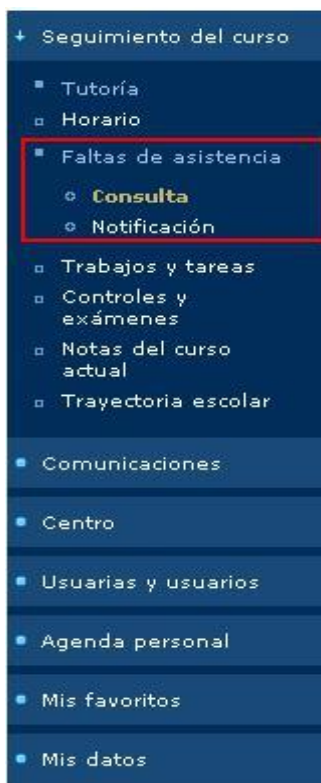 Seguimiento del curso
Tutoría
Horario
Faltas de asistencia
Consulta
Notificación
Trabajos y tareas
Controles y
exámenes
Notas del curso
actual
Trayectoria escolar
Comunicaciones
Centro
Usuarias y usuarios
Agenda personal
Mis favoritos
Mis datos